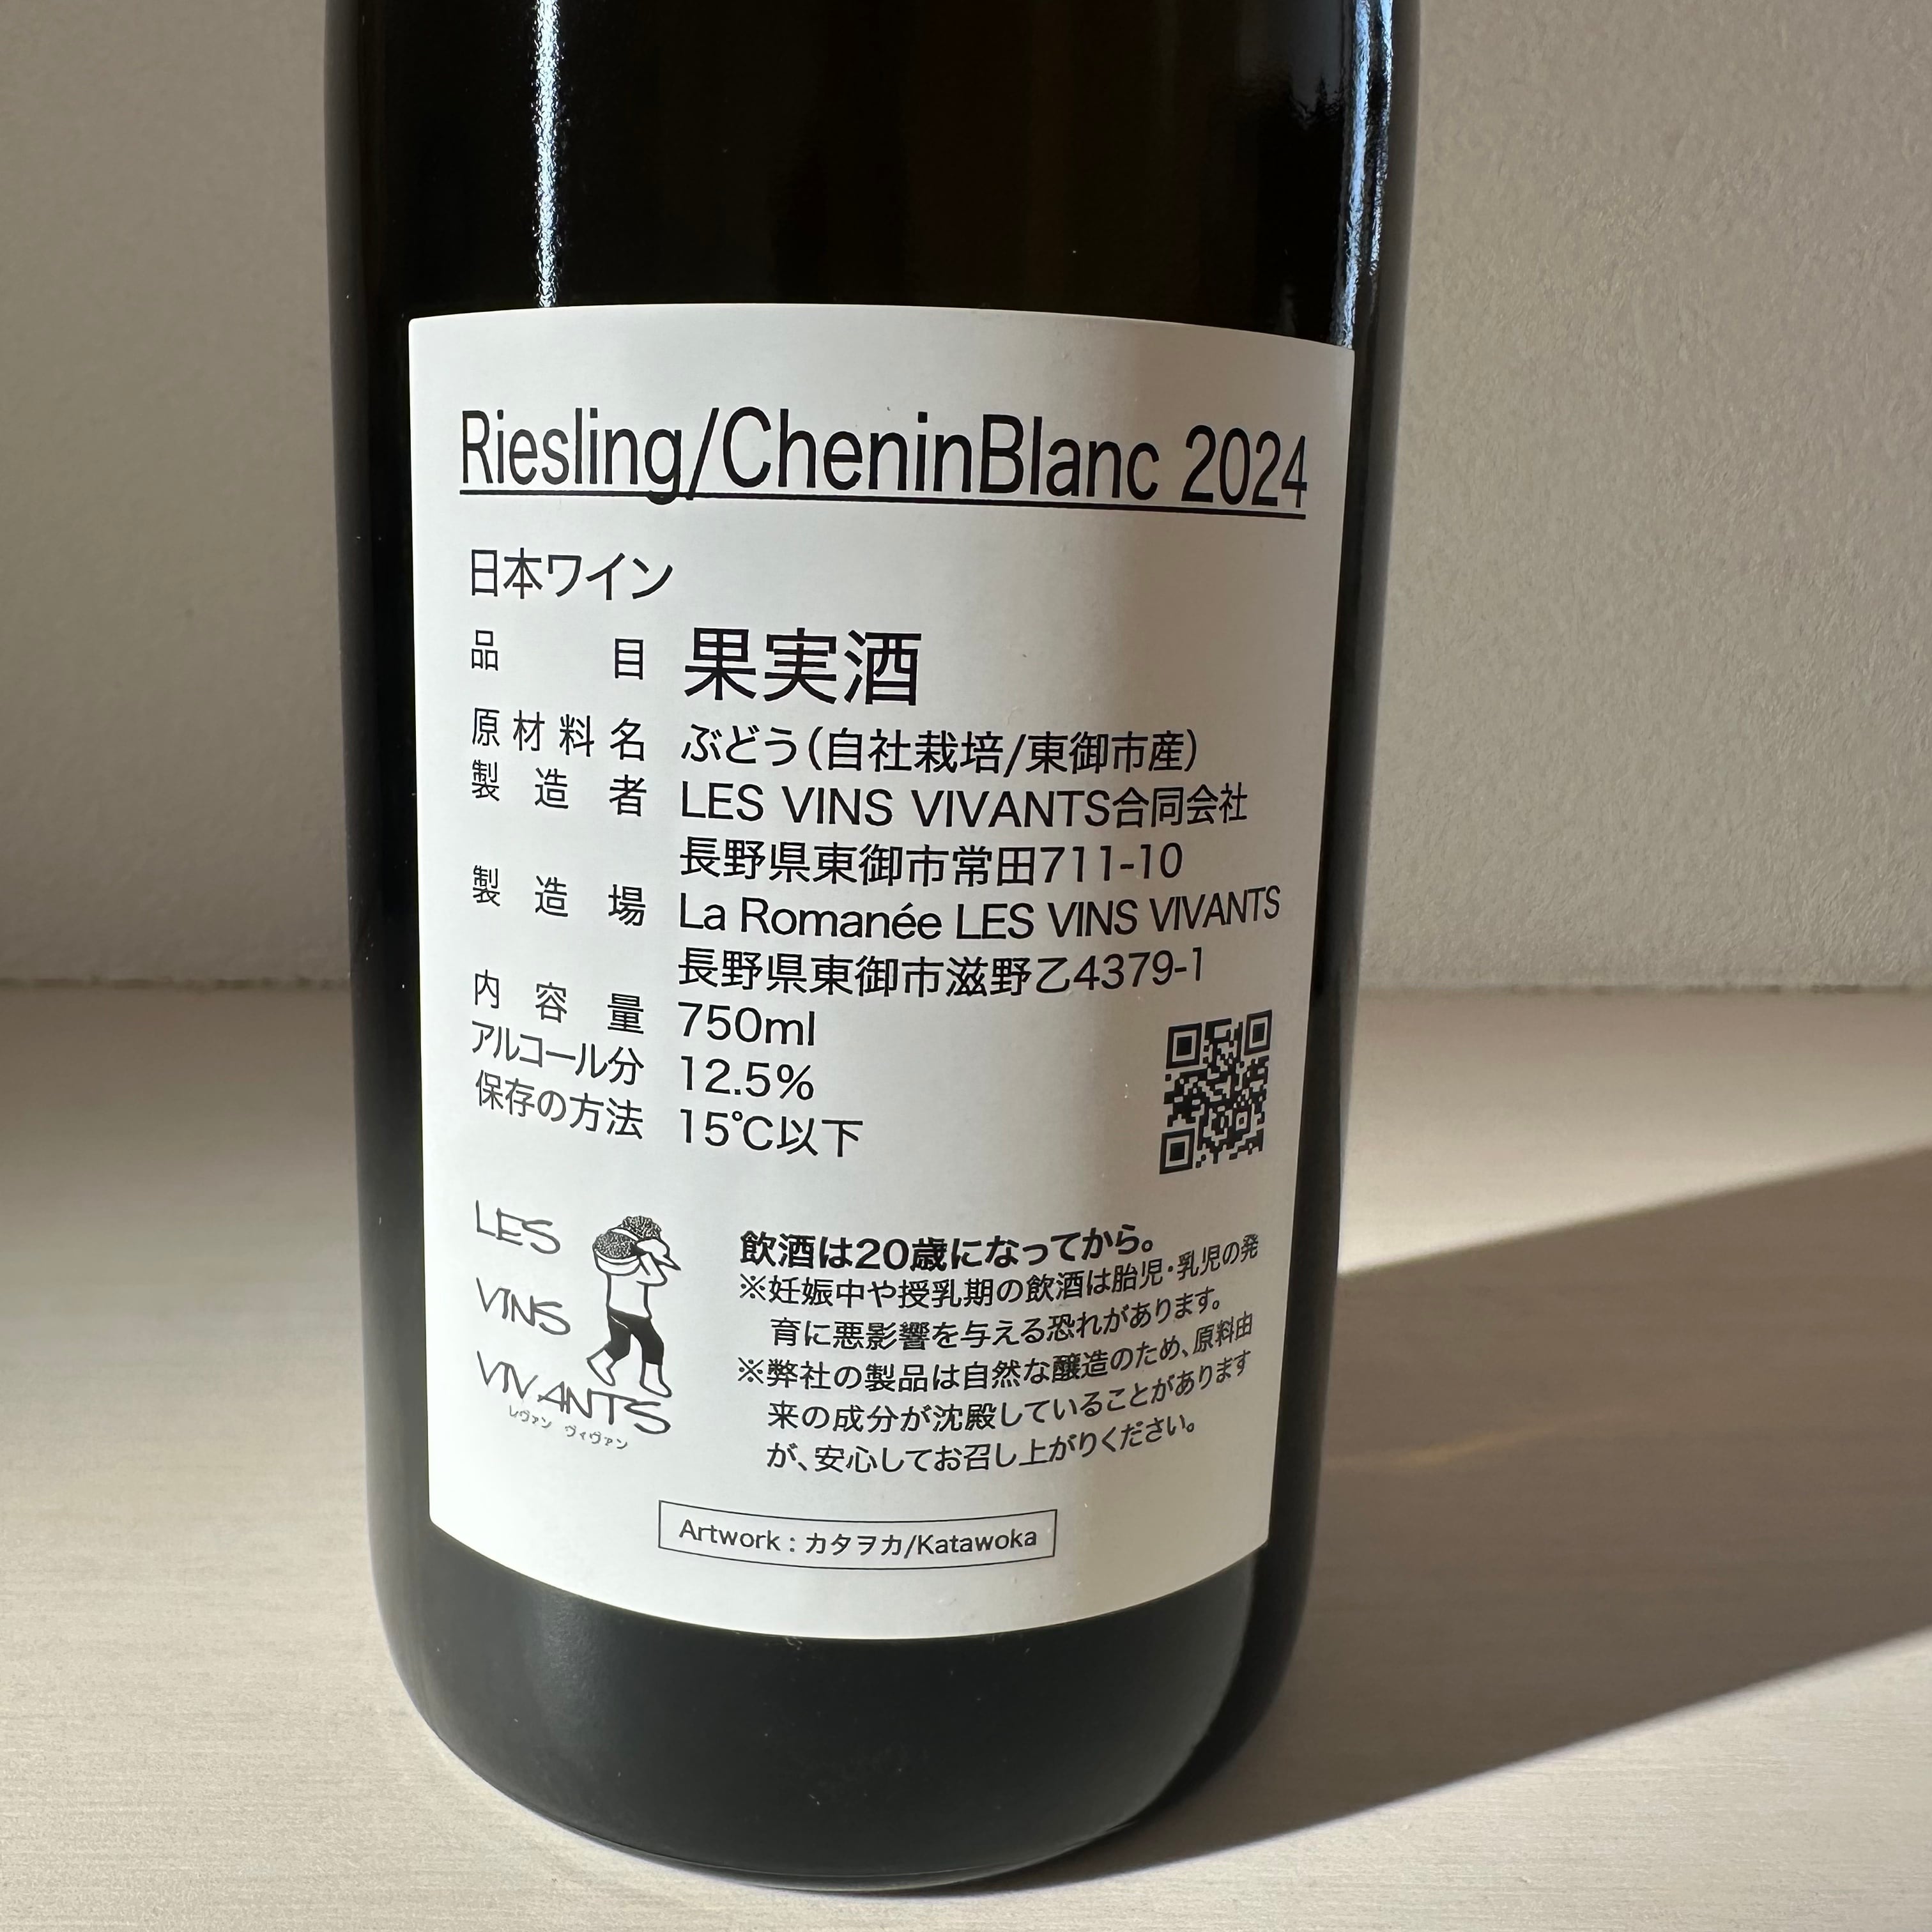 Riesling/CheninBlanc 2024
日本ワイン
品目 果実酒
原材料名 ぶどう（自社栽培/東御市産）
製造者 LES VINS VIVANTS合同会社
長野県東御市常田711-10
製造場 La Romanée LES VINS VIVANTS
長野県東御市滋野乙4379-1
内容量 750ml
アルコール分 12.5%
保存の方法 15℃以下
LES
VINS
VIVANTS
レヴァン ヴィヴァン
飲酒は20歳になってから。
※妊娠中や授乳期の飲酒は胎児・乳児の発
育に悪影響を与える恐れがあります。
※弊社の製品は自然な醸造のため、原料由
来の成分が沈殿していることがあります
が、安心してお召し上がりください。
Artwork : カタヲカ/Katawoka